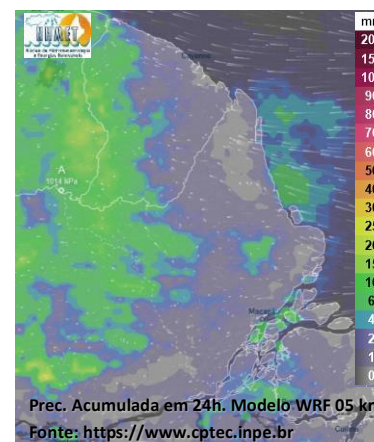 NHMET
Núcleo de Hidrometeorologia
e Energias Renováveis
mm
20
15
10
90
80
70
60
50
40
30
25
20
15
10
6
4
2
1
0
A
1014 hPa
Macapá
Prec. Acumulada em 24h. Modelo WRF 05 km
Fonte: https://www.cptec.inpe.br